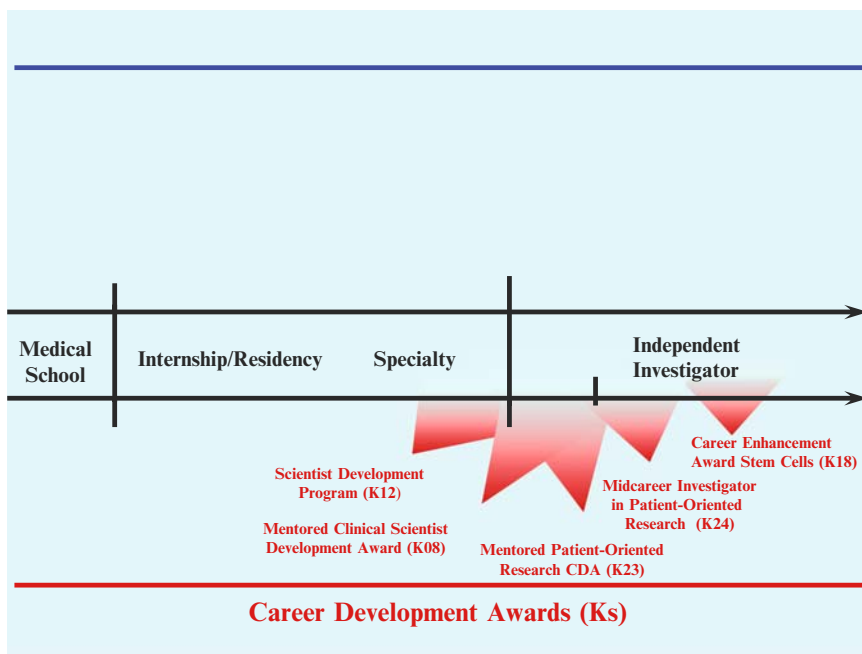 Medical
School
Internship/Residency
Specialty
Independent
Investigator
Career Enhancement
Award Stem Cells (K18)
Scientist Development
Program (K12)
Midcareer Investigator
in Patient-Oriented
Research (K24)
Mentored Clinical Scientist
Development Award (K08)
Mentored Patient-Oriented
Research CDA (K23)
Career Development Awards (Ks)